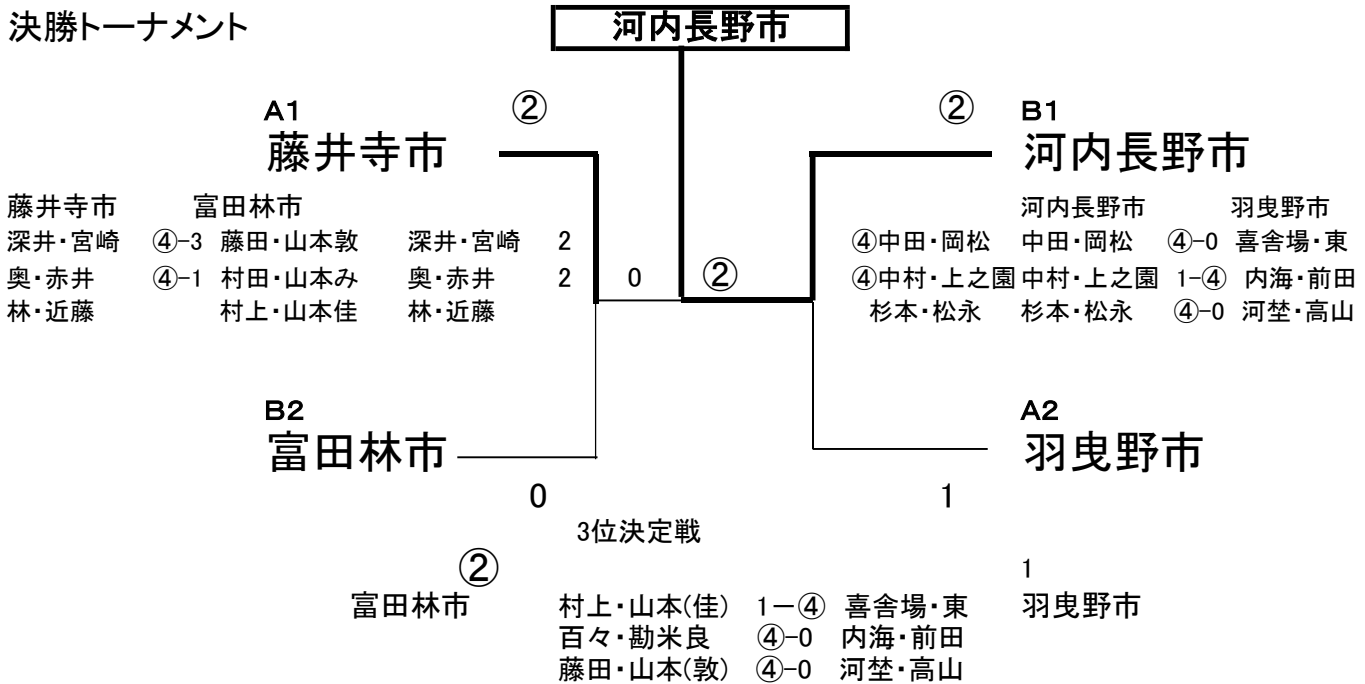 決勝トーナメント 河内長野市
A1 ② ② B1
藤井寺市 河内長野市
藤井寺市 富田林市 河内長野市 羽曳野市
深井・宮崎 ④-3 藤田・山本敦 深井・宮崎 2 ④中田・岡松 中田・岡松 ④-0 喜舎場・東
奥・赤井 ④-1 村田・山本み 奥・赤井 2 0 ② ④中村・上之園 中村・上之園 1-④ 内海・前田
林・近藤 村上・山本佳 林・近藤 杉本・松永 杉本・松永 ④-0 河埜・高山
B2 A2
富田林市 羽曳野市
0 1
3位決定戦
② 1
富田林市 村上・山本(佳) 1－④ 喜舎場・東 羽曳野市
百々・勘米良 ④-0 内海・前田
藤田・山本(敦) ④-0 河埜・高山